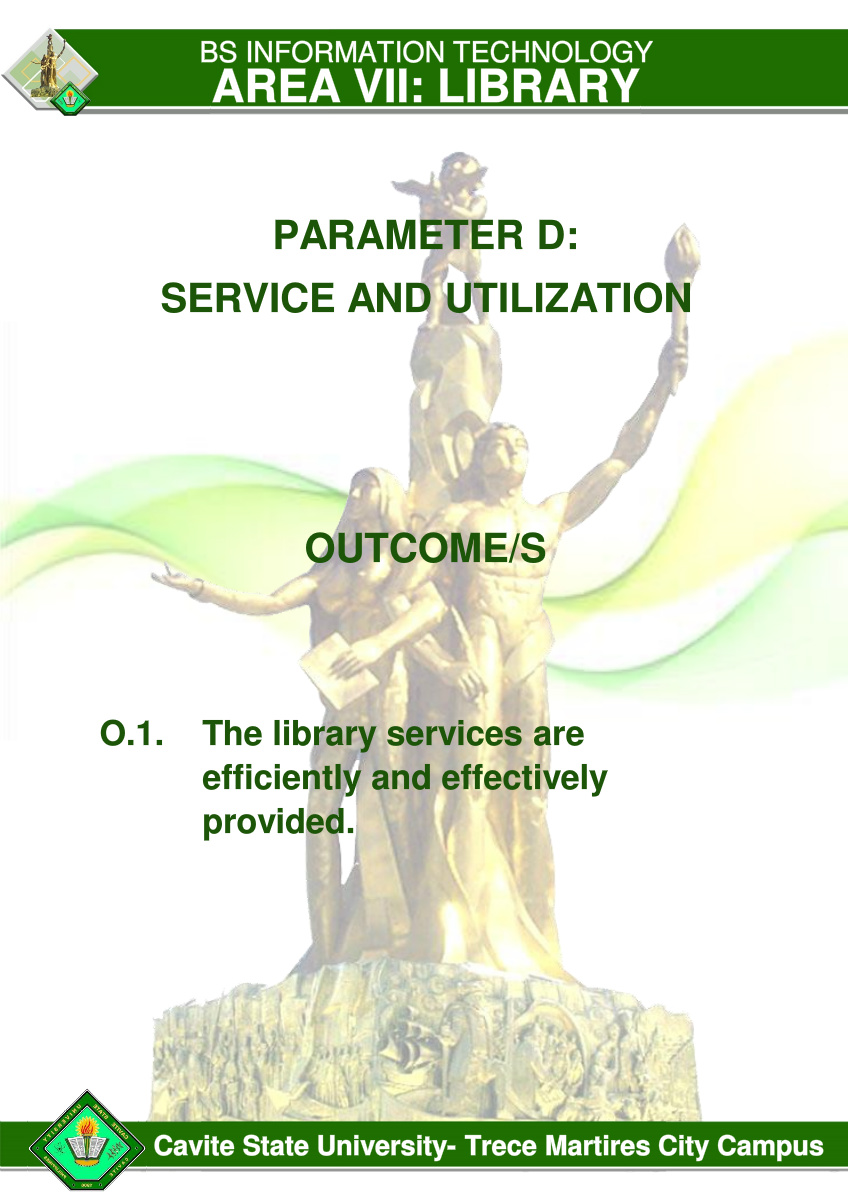 BS INFORMATION TECHNOLOGY
AREA VII: LIBRARY
PARAMETER D:
SERVICE AND UTILIZATION
OUTCOME/S
O.1. The library services are
efficiently and effectively
provided.
Cavite State University- Trece Martires City Campus